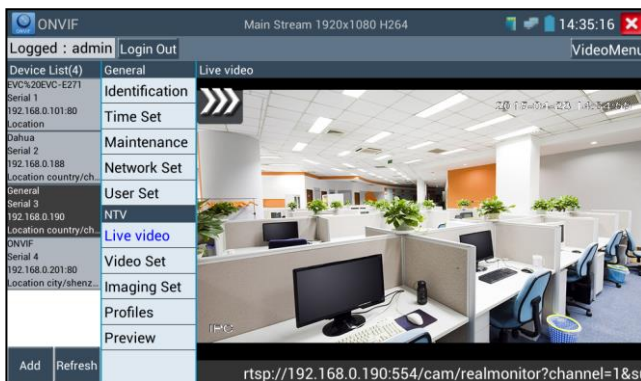 ONVIF
Main Stream 1920x1080 H264
14:35:16
Logged : admin
Login Out
VideoMenu
Device List(4)
EVC%20EVC-E271
Serial 1
192.168.0.101:80
Location
Dahua
Serial 2
192.168.0.188
Location country/ch..
General
Serial 3
192.168.0.190
Location country/ch..
ONVIF
Serial 4
192.168.0.201:80
Location city/shenz..
Add
Refresh
General
Identification
Time Set
Maintenance
Network Set
User Set
NTV
Live video
Video Set
Imaging Set
Profiles
Preview
Live video
IPC
rtsp://192.168.0.190:554/cam/realmonitor?channel=1&s